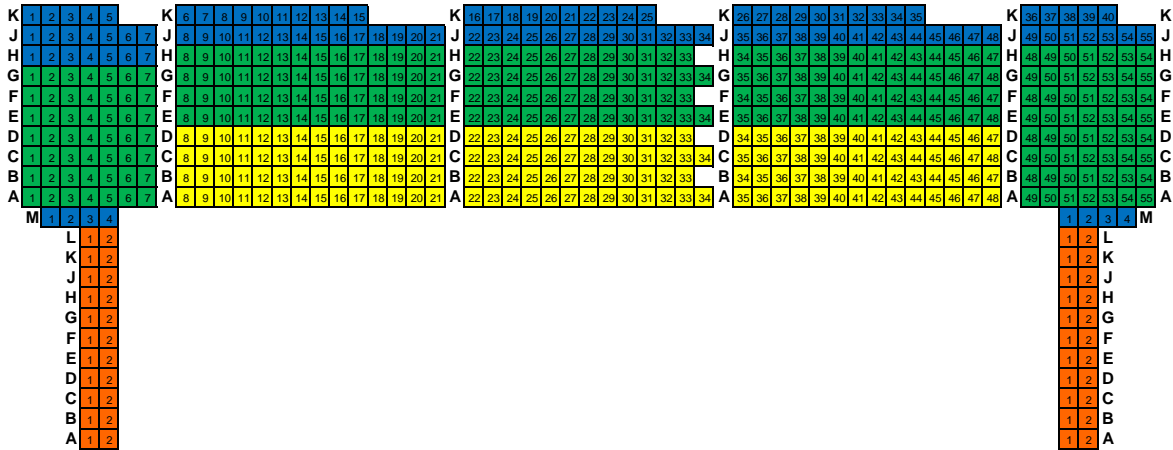 K 1 2 3 4 5 K 6 7 8 9 10 11 12 13 14 15 K 16 17 18 19 20 21 22 23 24 25 K 26 27 28 29 30 31 32 33 34 35 K 36 37 38 39 40 K
J 1 2 3 4 5 6 7 J 8 9 10 11 12 13 14 15 16 17 18 19 20 21 J 22 23 24 25 26 27 28 29 30 31 32 33 34 J 35 36 37 38 39 40 41 42 43 44 45 46 47 48 J 49 50 51 52 53 54 55 J
H 1 2 3 4 5 6 7 H 8 9 10 11 12 13 14 15 16 17 18 19 20 21 H 22 23 24 25 26 27 28 29 30 31 32 33 H 34 35 36 37 38 39 40 41 42 43 44 45 46 47 H 48 49 50 51 52 53 54 H
G 1 2 3 4 5 6 7 G 8 9 10 11 12 13 14 15 16 17 18 19 20 21 G 22 23 24 25 26 27 28 29 30 31 32 33 34 G 35 36 37 38 39 40 41 42 43 44 45 46 47 48 G 49 50 51 52 53 54 55 G
F 1 2 3 4 5 6 7 F 8 9 10 11 12 13 14 15 16 17 18 19 20 21 F 22 23 24 25 26 27 28 29 30 31 32 33 F 34 35 36 37 38 39 40 41 42 43 44 45 46 47 F 48 49 50 51 52 53 54 F
E 1 2 3 4 5 6 7 E 8 9 10 11 12 13 14 15 16 17 18 19 20 21 E 22 23 24 25 26 27 28 29 30 31 32 33 34 E 35 36 37 38 39 40 41 42 43 44 45 46 47 48 E 49 50 51 52 53 54 55 E
D 1 2 3 4 5 6 7 D 8 9 10 11 12 13 14 15 16 17 18 19 20 21 D 22 23 24 25 26 27 28 29 30 31 32 33 D 34 35 36 37 38 39 40 41 42 43 44 45 46 47 D 48 49 50 51 52 53 54 D
C 1 2 3 4 5 6 7 C 8 9 10 11 12 13 14 15 16 17 18 19 20 21 C 22 23 24 25 26 27 28 29 30 31 32 33 34 C 35 36 37 38 39 40 41 42 43 44 45 46 47 48 C 49 50 51 52 53 54 55 C
B 1 2 3 4 5 6 7 B 8 9 10 11 12 13 14 15 16 17 18 19 20 21 B 22 23 24 25 26 27 28 29 30 31 32 33 B 34 35 36 37 38 39 40 41 42 43 44 45 46 47 B 48 49 50 51 52 53 54 B
A 1 2 3 4 5 6 7 A 8 9 10 11 12 13 14 15 16 17 18 19 20 21 A 22 23 24 25 26 27 28 29 30 31 32 33 34 A 35 36 37 38 39 40 41 42 43 44 45 46 47 48 A 49 50 51 52 53 54 55 A
M 1 2 3 4 1 2 3 4 M
L 1 2 1 2 L
K 1 2 1 2 K
J 1 2 1 2 J
H 1 2 1 2 H
G 1 2 1 2 G
F 1 2 1 2 F
E 1 2 1 2 E
D 1 2 1 2 D
C 1 2 1 2 C
B 1 2 1 2 B
A 1 2 1 2 A